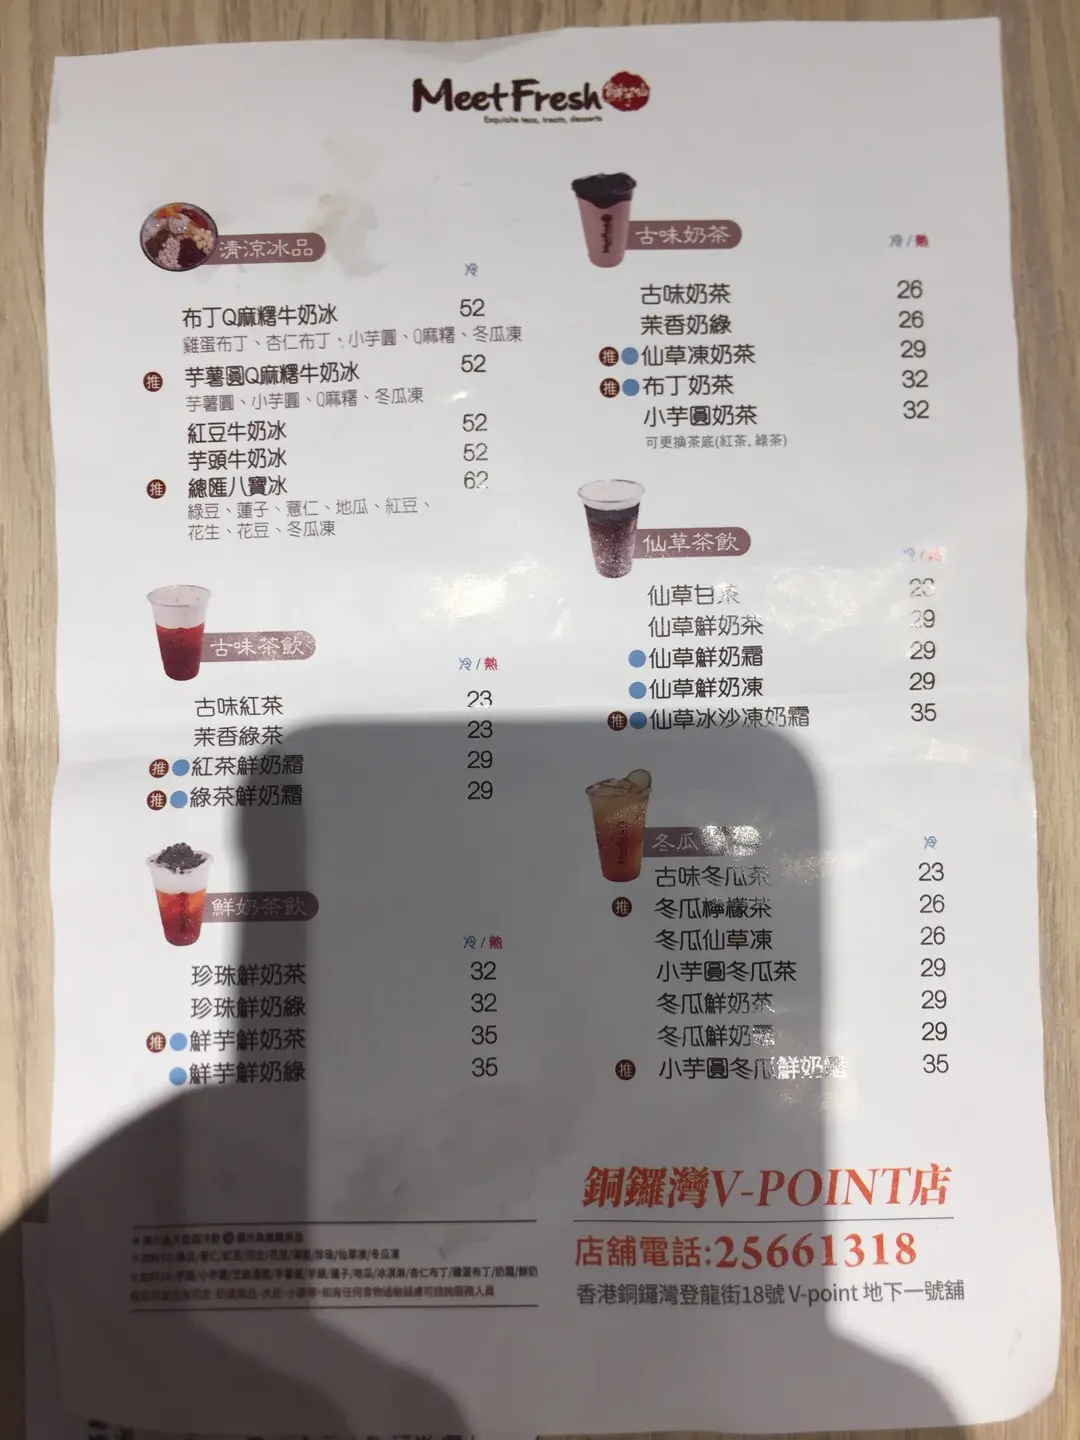 Meet Fresh 鮮芋仙
Exquisite teas, treats, desserts
清涼冰品
冷
布丁Q麻糬牛奶冰 52
雞蛋布丁、杏仁布丁、小芋圓、Q麻糬、冬瓜凍
推 芋薯圓Q麻糬牛奶冰 52
芋薯圓、小芋圓、Q麻糬、冬瓜凍
紅豆牛奶冰 52
芋頭牛奶冰 52
推 總匯八寶冰 62
綠豆、蓮子、薏仁、地瓜、紅豆、
花生、花豆、冬瓜凍
古味茶飲
冷/熱
古味紅茶 23
茉香綠茶 23
推 紅茶鮮奶霜 29
推 綠茶鮮奶霜 29
鮮奶茶飲
冷/熱
珍珠鮮奶茶 32
珍珠鮮奶綠 32
推 鮮芋鮮奶茶 35
鮮芋鮮奶綠 35
古味奶茶
冷/熱
古味奶茶 26
茉香奶綠 26
推 仙草凍奶茶 29
推 布丁奶茶 32
小芋圓奶茶 32
可更換茶底(紅茶, 綠茶)
仙草茶飲
冷/熱
仙草甘茶
仙草鮮奶茶 29
仙草鮮奶霜 29
仙草鮮奶凍 29
推 仙草冰沙凍奶霜 35
冬瓜
冷
古味冬瓜茶 23
推 冬瓜檸檬茶 26
冬瓜仙草凍 26
小芋圓冬瓜茶 29
冬瓜鮮奶茶 29
冬瓜鮮奶霜 29
推 小芋圓冬瓜鮮奶霜 35
銅鑼灣V-POINT店
店舖電話:25661318
香港銅鑼灣登龍街18號 V-point 地下一號舖